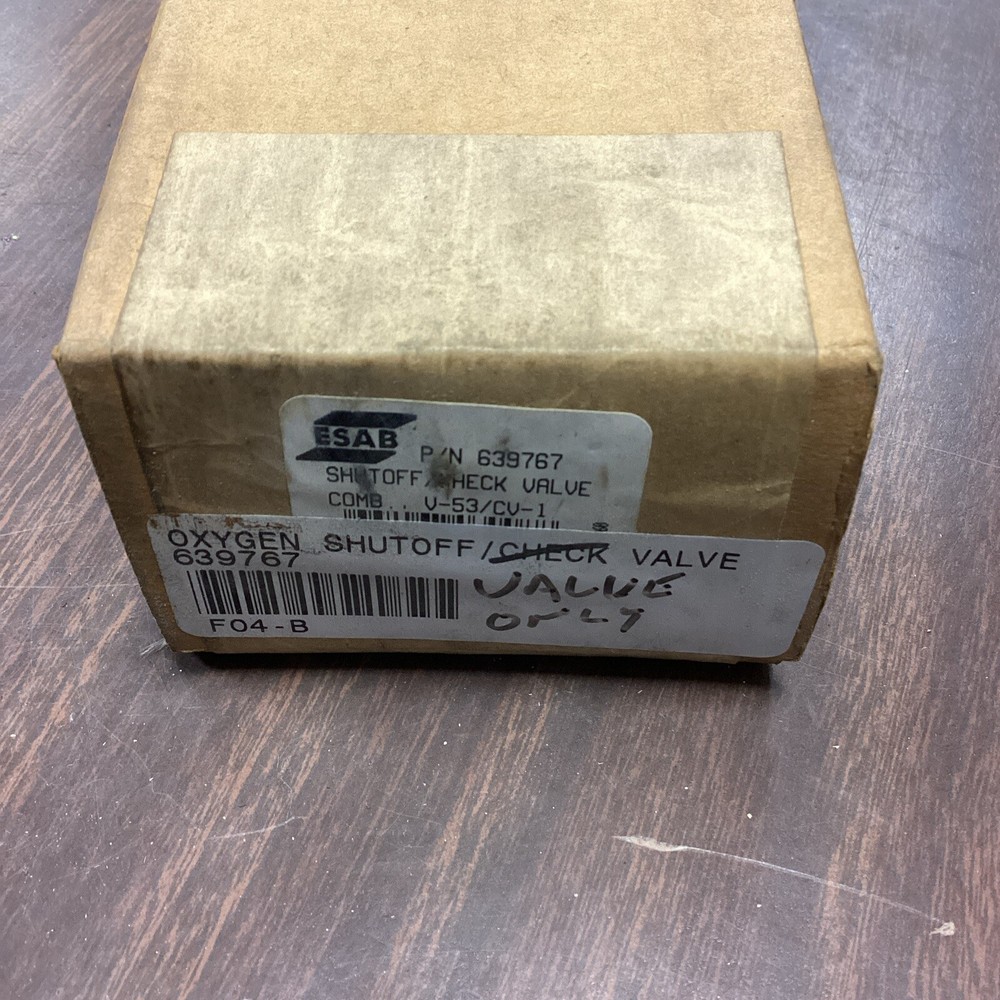 ESAB
P/N 639767
SHUTOFF/CHECK VALVE
COMB.. V-53/CV-1
®
OXYGEN SHUTOFF/CHECK VALVE
639767
VALVE
ONLY
F04-B